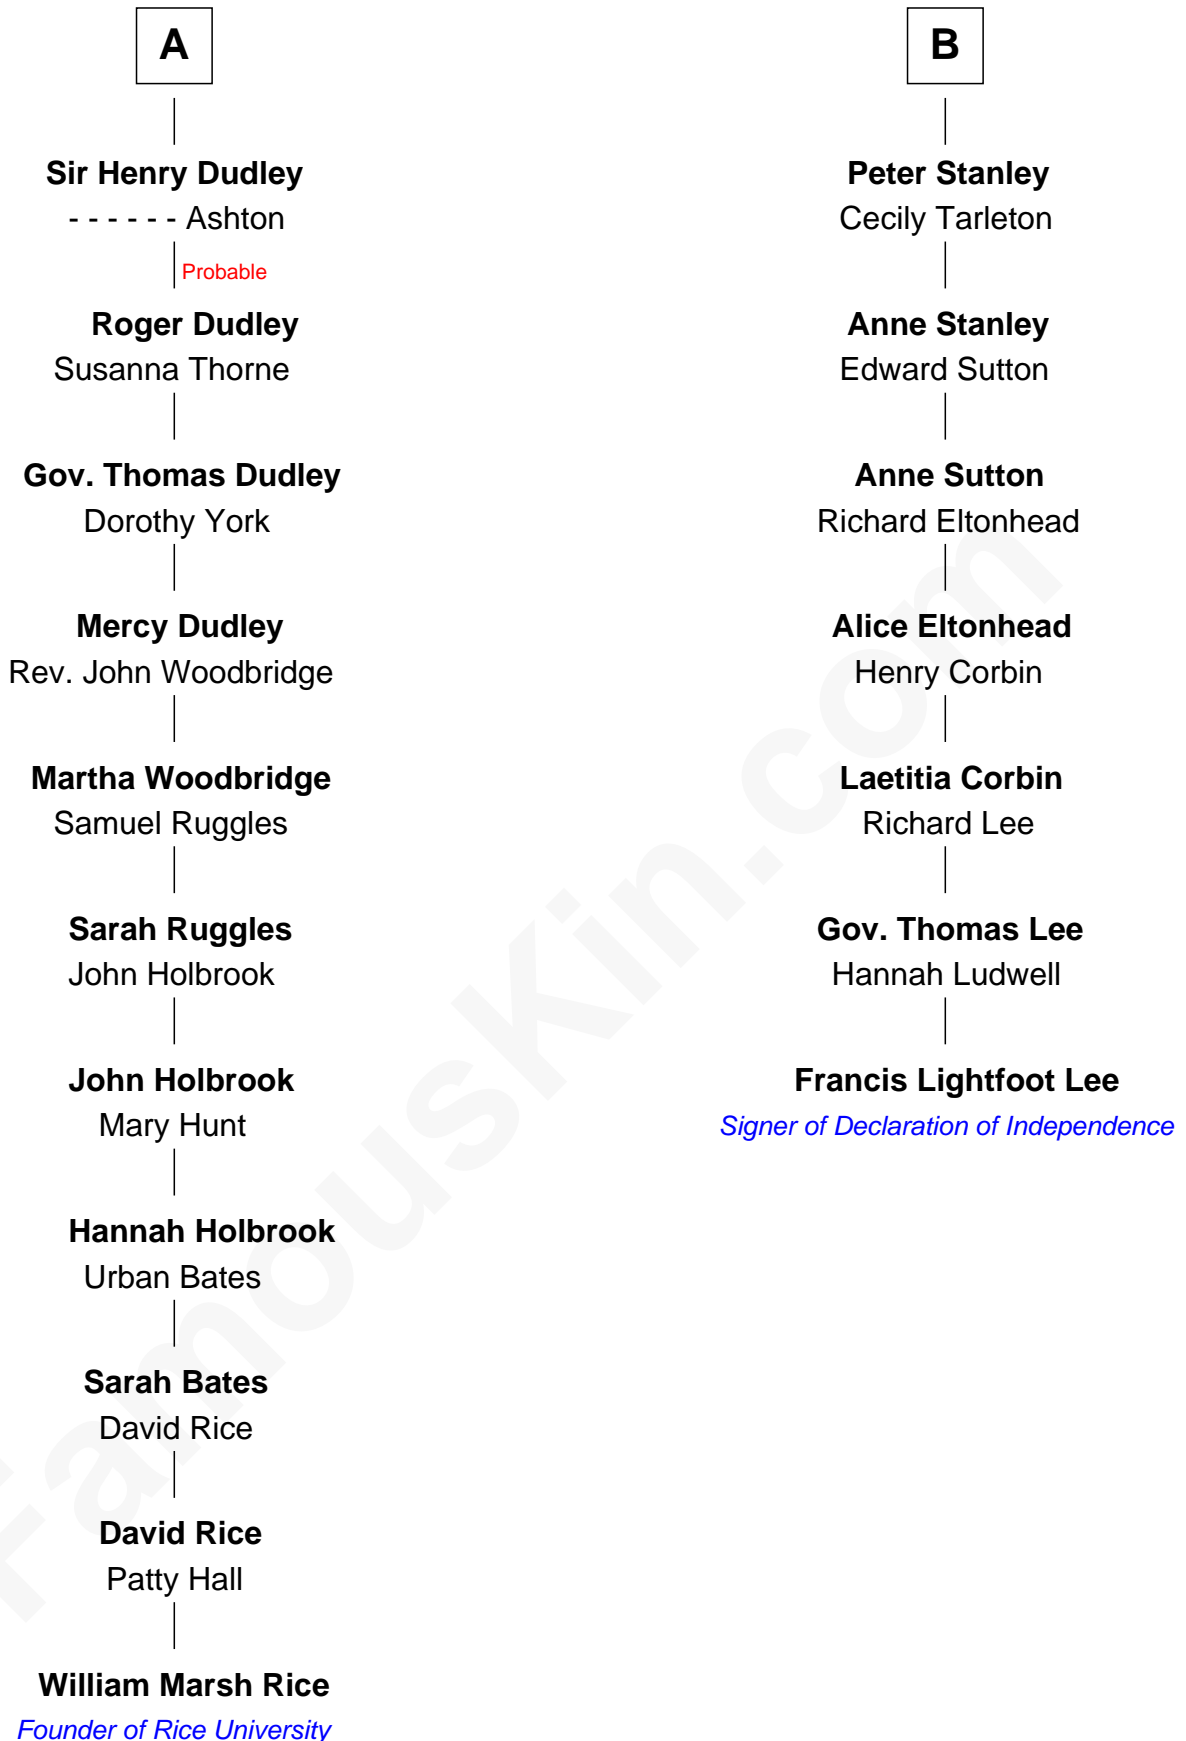 A
Sir Henry Dudley
- - - - - - Ashton
Probable
Roger Dudley
Susanna Thorne
Gov. Thomas Dudley
Dorothy York
Mercy Dudley
Rev. John Woodbridge
Martha Woodbridge
Samuel Ruggles
Sarah Ruggles
John Holbrook
John Holbrook
Mary Hunt
Hannah Holbrook
Urban Bates
Sarah Bates
David Rice
David Rice
Patty Hall
William Marsh Rice
Founder of Rice University
B
Peter Stanley
Cecily Tarleton
Anne Stanley
Edward Sutton
Anne Sutton
Richard Eltonhead
Alice Eltonhead
Henry Corbin
Laetitia Corbin
Richard Lee
Gov. Thomas Lee
Hannah Ludwell
Francis Lightfoot Lee
Signer of Declaration of Independence
FamousKin.com